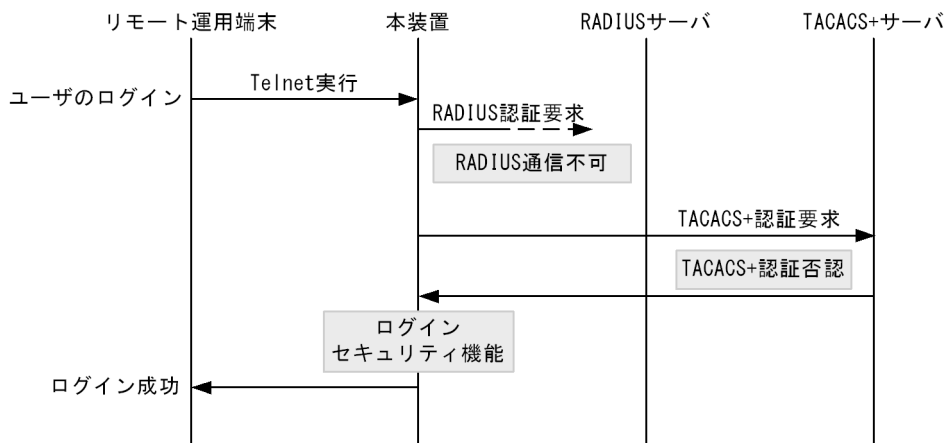 リモート運用端末
本装置
RADIUSサーバ
TACACS+サーバ
Telnet実行
ユーザのログイン
RADIUS認証要求
RADIUS通信不可
TACACS+認証要求
TACACS+認証否認
ログイン
セキュリティ機能
ログイン成功